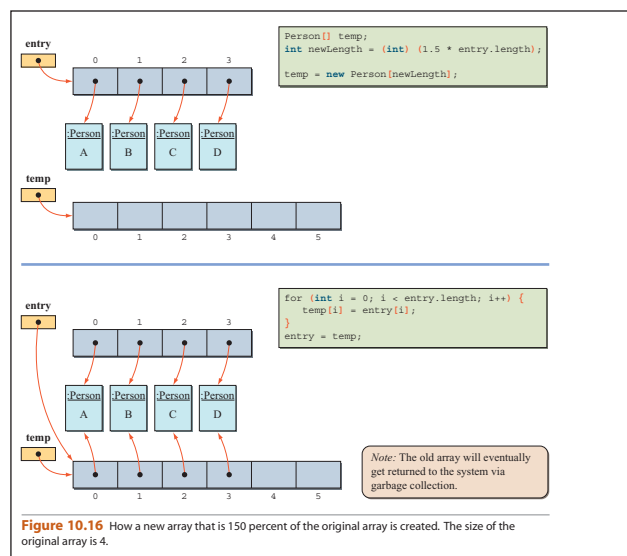 entry
0 1 2 3
Person[] temp;
int newLength = (int) (1.5 * entry.length);
temp = new Person[newLength];
:Person :Person :Person :Person
A B C D
temp
0 1 2 3 4 5
entry
0 1 2 3
for (int i = 0; i < entry.length; i++) {
temp[i] = entry[i];
}
entry = temp;
:Person :Person :Person :Person
A B C D
temp
0 1 2 3 4 5
Note: The old array will eventually
get returned to the system via
garbage collection.
Figure 10.16 How a new array that is 150 percent of the original array is created. The size of the
original array is 4.